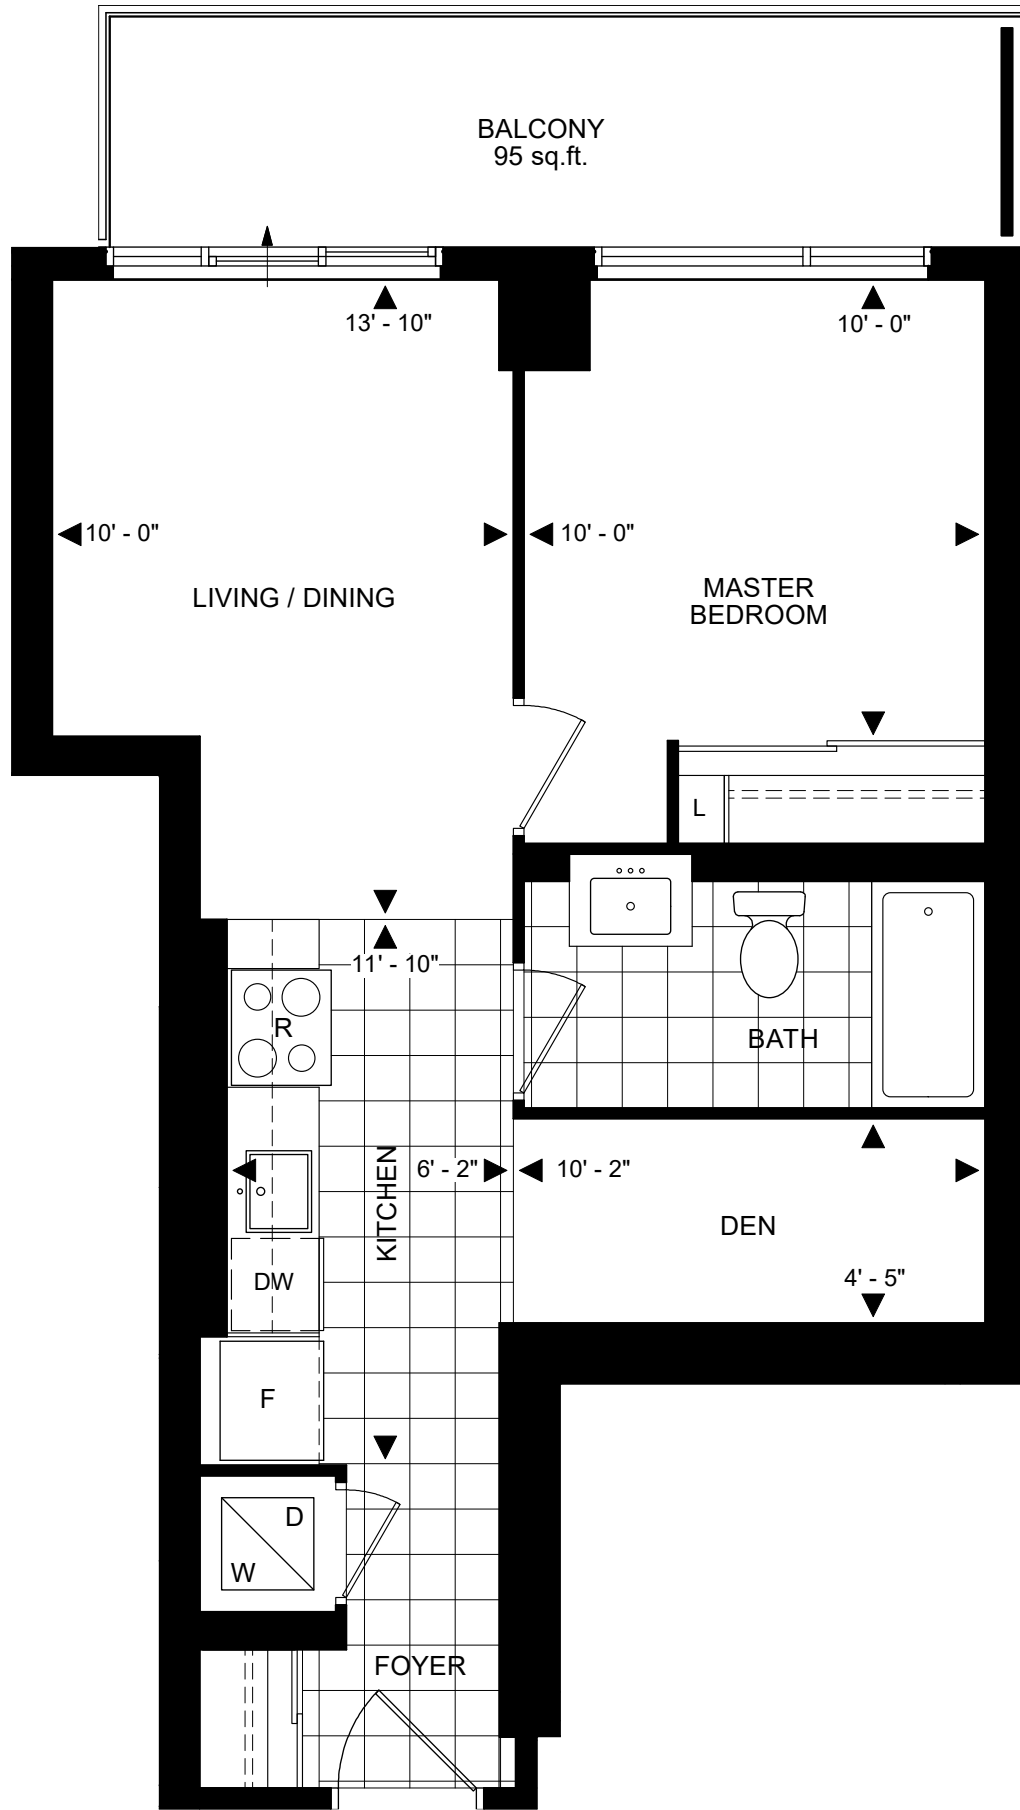 BALCONY
95 sq.ft.
13' - 10"
10' - 0"
10' - 0"
10' - 0"
LIVING / DINING
MASTER
BEDROOM
L
11' - 10"
R
BATH
KITCHEN
6' - 2"
10' - 2"
DEN
DW
4' - 5"
F
D
W
FOYER